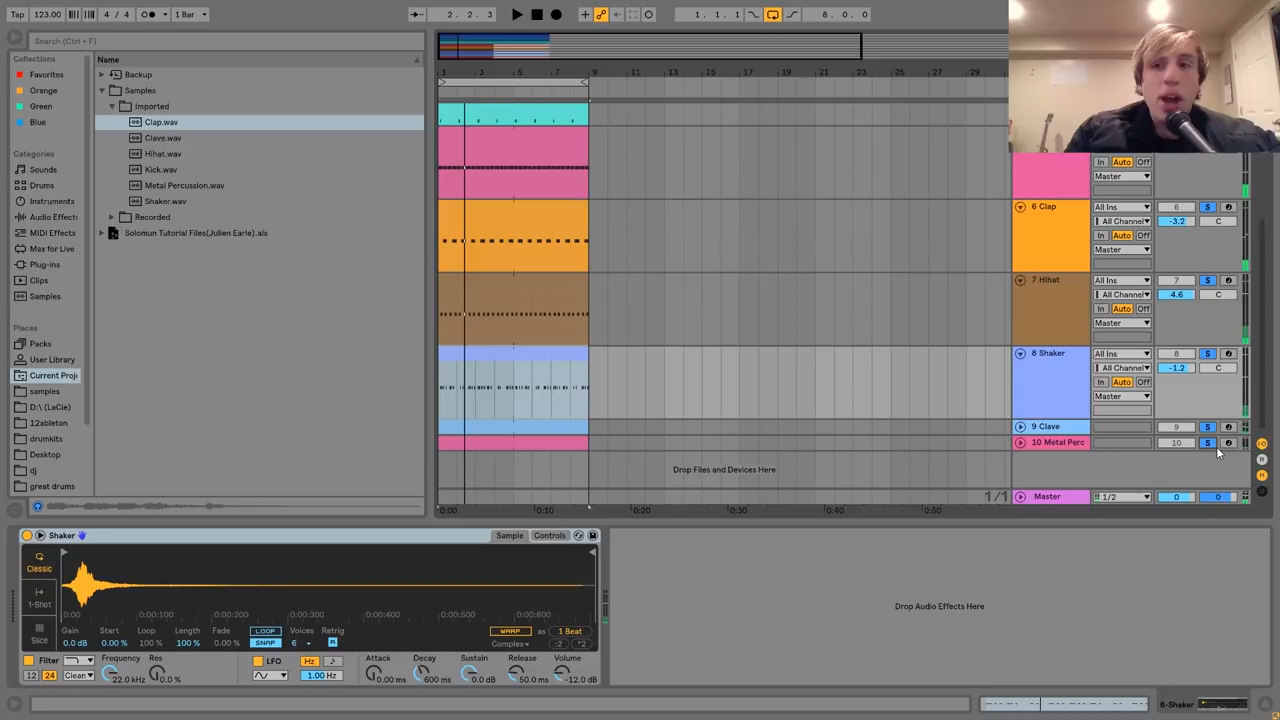 Tap 123.00 4 / 4 1 Bar 2. 2. 3 1. 1. 1 8. 0. 0
Search (Ctrl + F)
Collections
Favorites
Orange
Green
Blue
Categories
Sounds
Drums
Instruments
Audio Effects
MIDI Effects
Max for Live
Plug-ins
Clips
Samples
Places
Packs
User Library
Current Proj
samples
D:\ (LaCie)
12ableton
drumkits
Desktop
dj
great drums
Name
Backup
Samples
Imported
Clap.wav
Clave.wav
Hihat.wav
Kick.wav
Metal Percussion.wav
Shaker.wav
Recorded
Solomun Tutorial Files(Julien Earle).als
1 3 5 7 9 11 13 15 17 19 21 23 25 27 29
In Auto Off
Master
6 Clap All Ins 6 S
All Channel -3.2 C
In Auto Off
Master
7 Hihat All Ins 7 S
All Channel 4.6 C
In Auto Off
Master
8 Shaker All Ins 8 S
All Channel -1.2 C
In Auto Off
Master
9 Clave 9 S
10 Metal Perc 10 S
Drop Files and Devices Here
1/1 Master 1/2 0 0
0:00 0:10 0:20 0:30 0:40 0:50
Shaker Sample Controls
Classic
1-Shot
Slice
0:00 0:00:100 0:00:200 0:00:300 0:00:400 0:00:500 0:00:600
Gain Start Loop Length Fade LOOP Voices Retrig WARP as 1 Beat
0.0 dB 0.00 % 100 % 100 % 0.00 % SNAP 6 R Complex :2 *2
Filter Frequency Res LFO Hz Attack Decay Sustain Release Volume
12 24 Clean 22.0 kHz 0.0 % 1.00 Hz 0.00 ms 600 ms 0.0 dB 50.0 ms -12.0 dB
Drop Audio Effects Here
8-Shaker